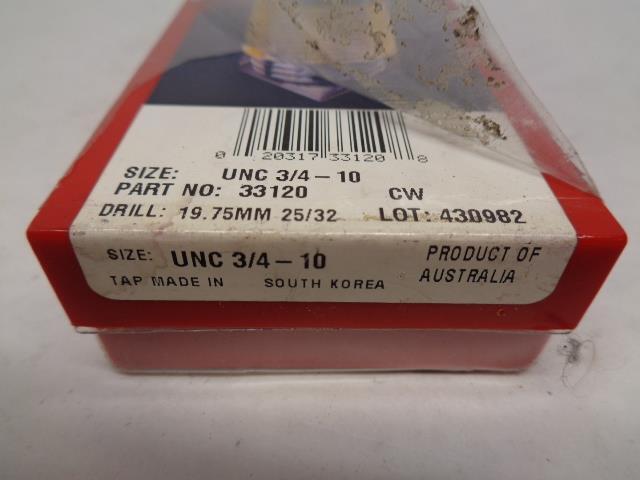 0 20317 33120 8
SIZE: UNC 3/4 - 10
PART NO: 33120 CW
DRILL: 19.75MM 25/32 LOT: 430982
SIZE: UNC 3/4 - 10 PRODUCT OF
TAP MADE IN SOUTH KOREA AUSTRALIA